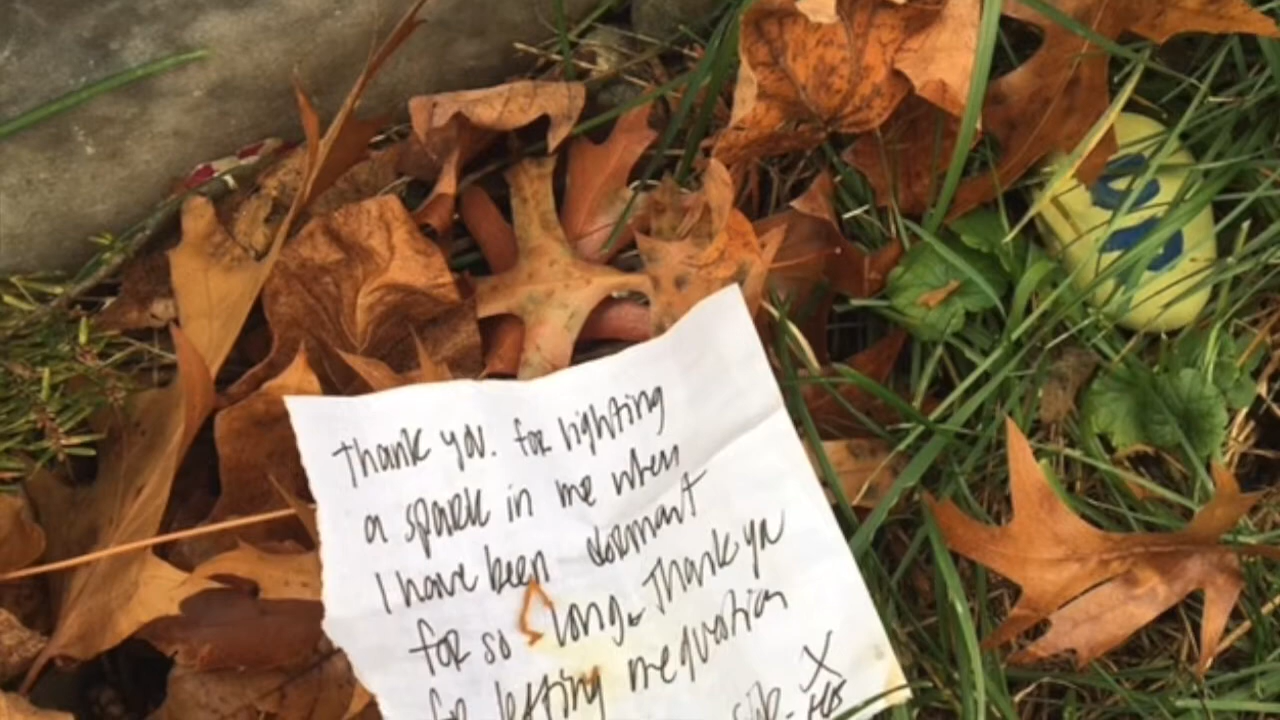 Thank you. for lighting
a spark in me when
I have been dormant
for so long. Thank you
for letting me question
X
HB